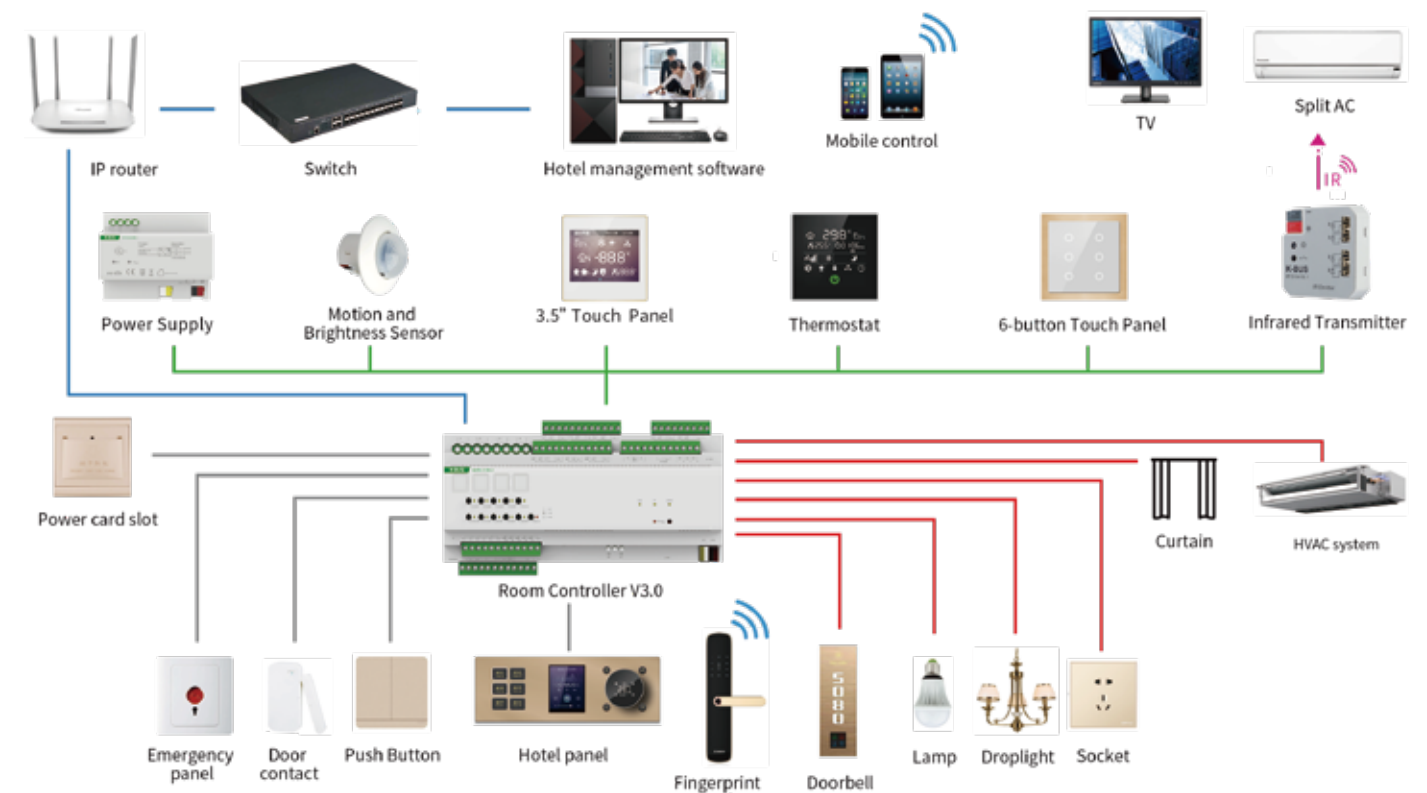 IP router
Switch
Hotel management software
Mobile control
TV
Split AC
IR
Power Supply
Motion and
Brightness Sensor
3.5” Touch Panel
Thermostat
6-button Touch Panel
K-BUS
Infrared Transmitter
Power card slot
Room Controller V3.0
Curtain
HVAC system
Emergency
panel
Door
contact
Push Button
Hotel panel
Fingerprint
5080
Doorbell
Lamp
Droplight
Socket